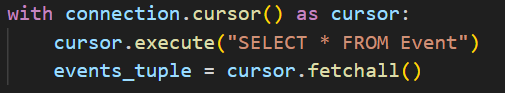 with connection.cursor() as cursor:
    cursor.execute("SELECT * FROM Event")
    events_tuple = cursor.fetchall()